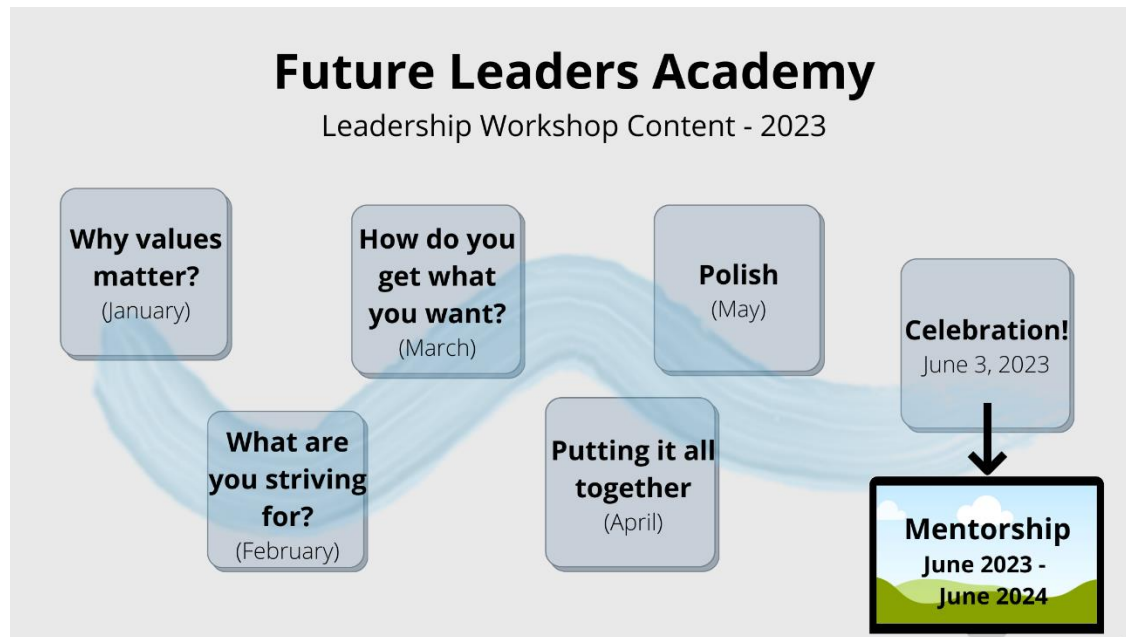 Future Leaders Academy
Leadership Workshop Content - 2023
Why values
matter?
(January)
What are
you striving
for?
(February)
How do you
get what
you want?
(March)
Putting it all
together
(April)
Polish
(May)
Celebration!
June 3, 2023
Mentorship
June 2023 -
June 2024